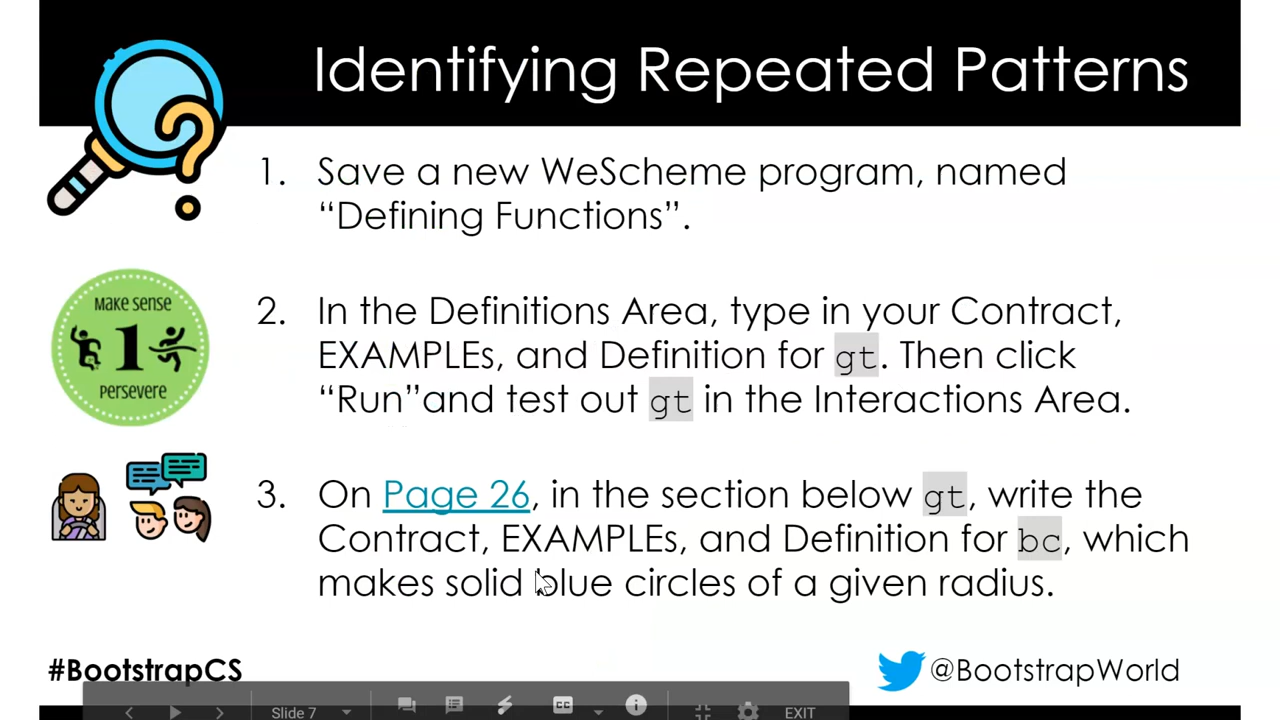 Identifying Repeated Patterns
1. Save a new WeScheme program, named
“Defining Functions”.
Make sense
1
Persevere
2. In the Definitions Area, type in your Contract,
EXAMPLEs, and Definition for gt. Then click
“Run”and test out gt in the Interactions Area.
3. On Page 26, in the section below gt, write the
Contract, EXAMPLEs, and Definition for bc, which
makes solid blue circles of a given radius.
#BootstrapCS
@BootstrapWorld
Slide 7
CC
EXIT